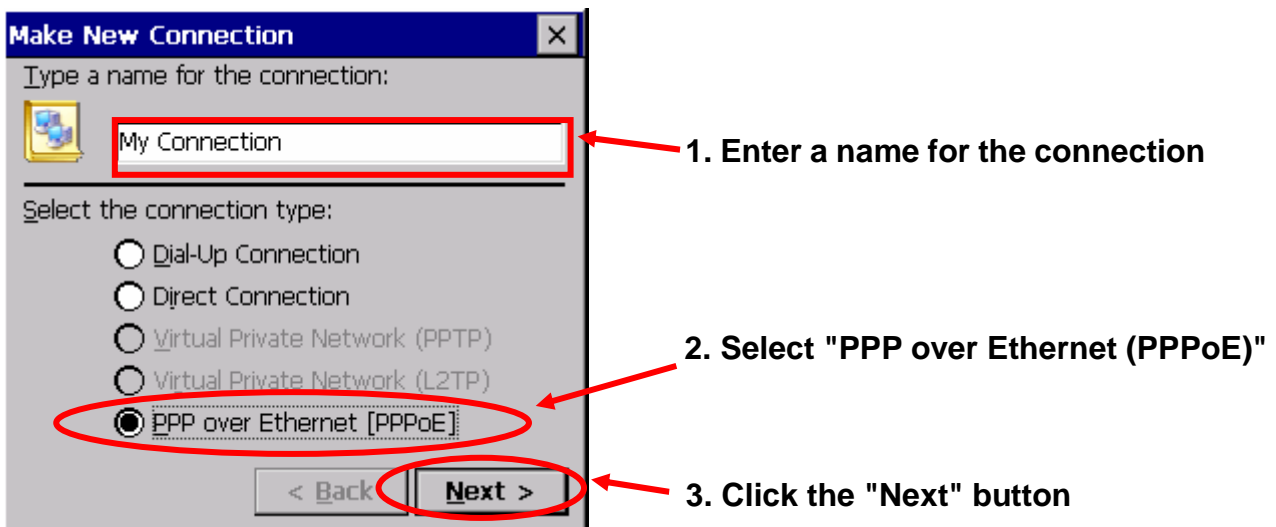 Make New Connection
Type a name for the connection:
My Connection
1. Enter a name for the connection
Select the connection type:
Dial-Up Connection
Direct Connection
Virtual Private Network (PPTP)
Virtual Private Network (L2TP)
2. Select "PPP over Ethernet (PPPoE)"
PPP over Ethernet [PPPoE]
< Back
Next >
3. Click the "Next" button